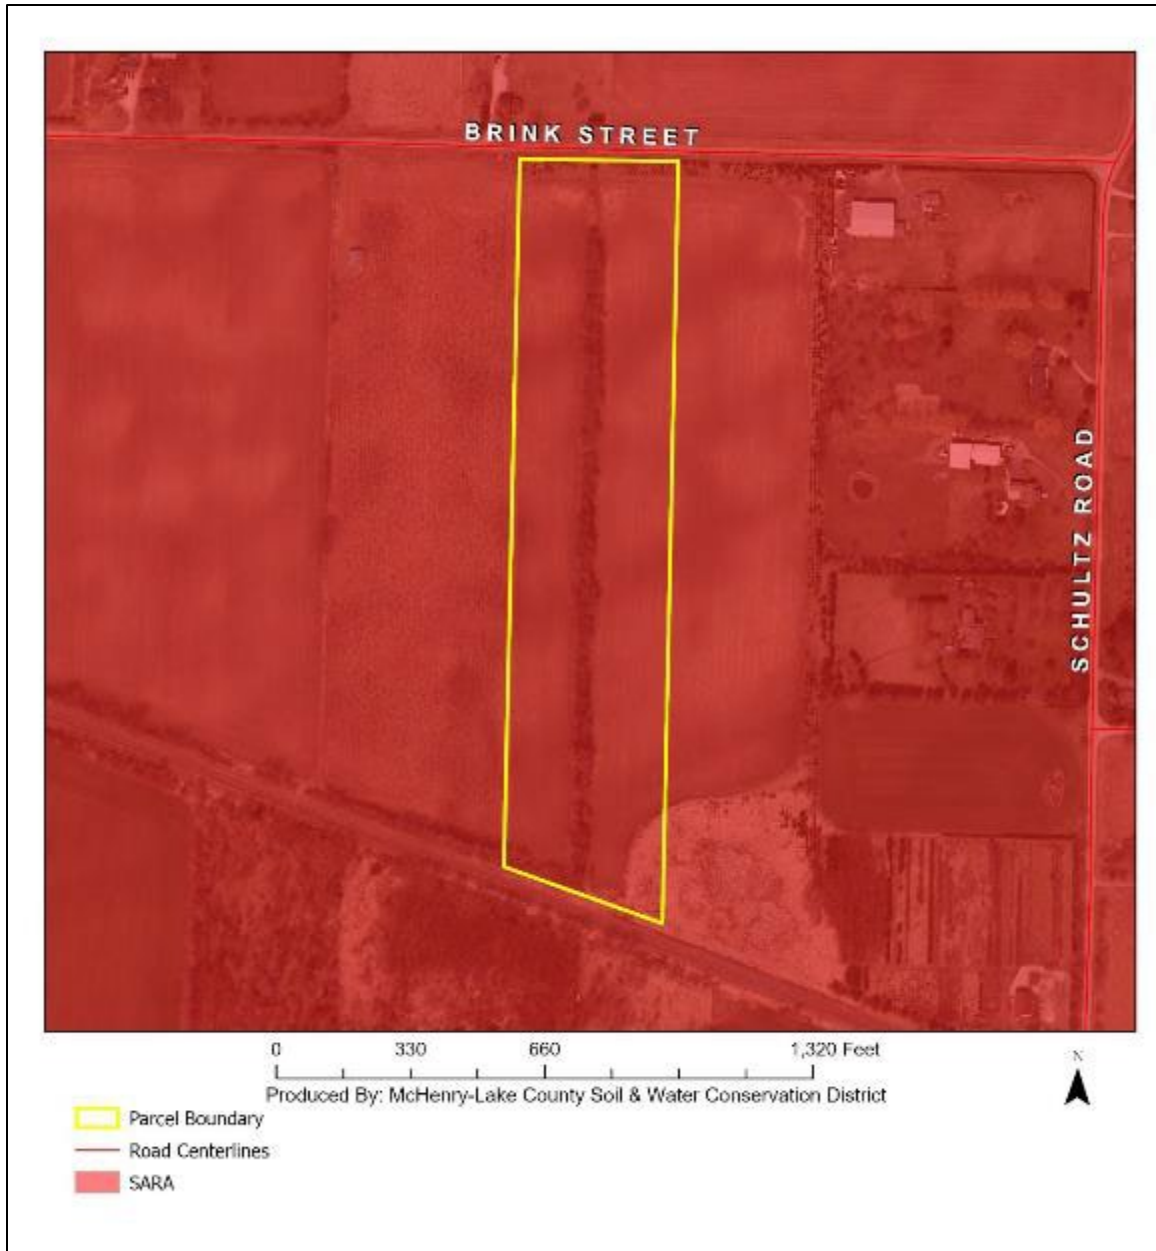 BRINK STREET
SCHULTZ ROAD
0 330 660 1,320 Feet
N
Produced By: McHenry-Lake County Soil & Water Conservation District
Parcel Boundary
Road Centerlines
SARA